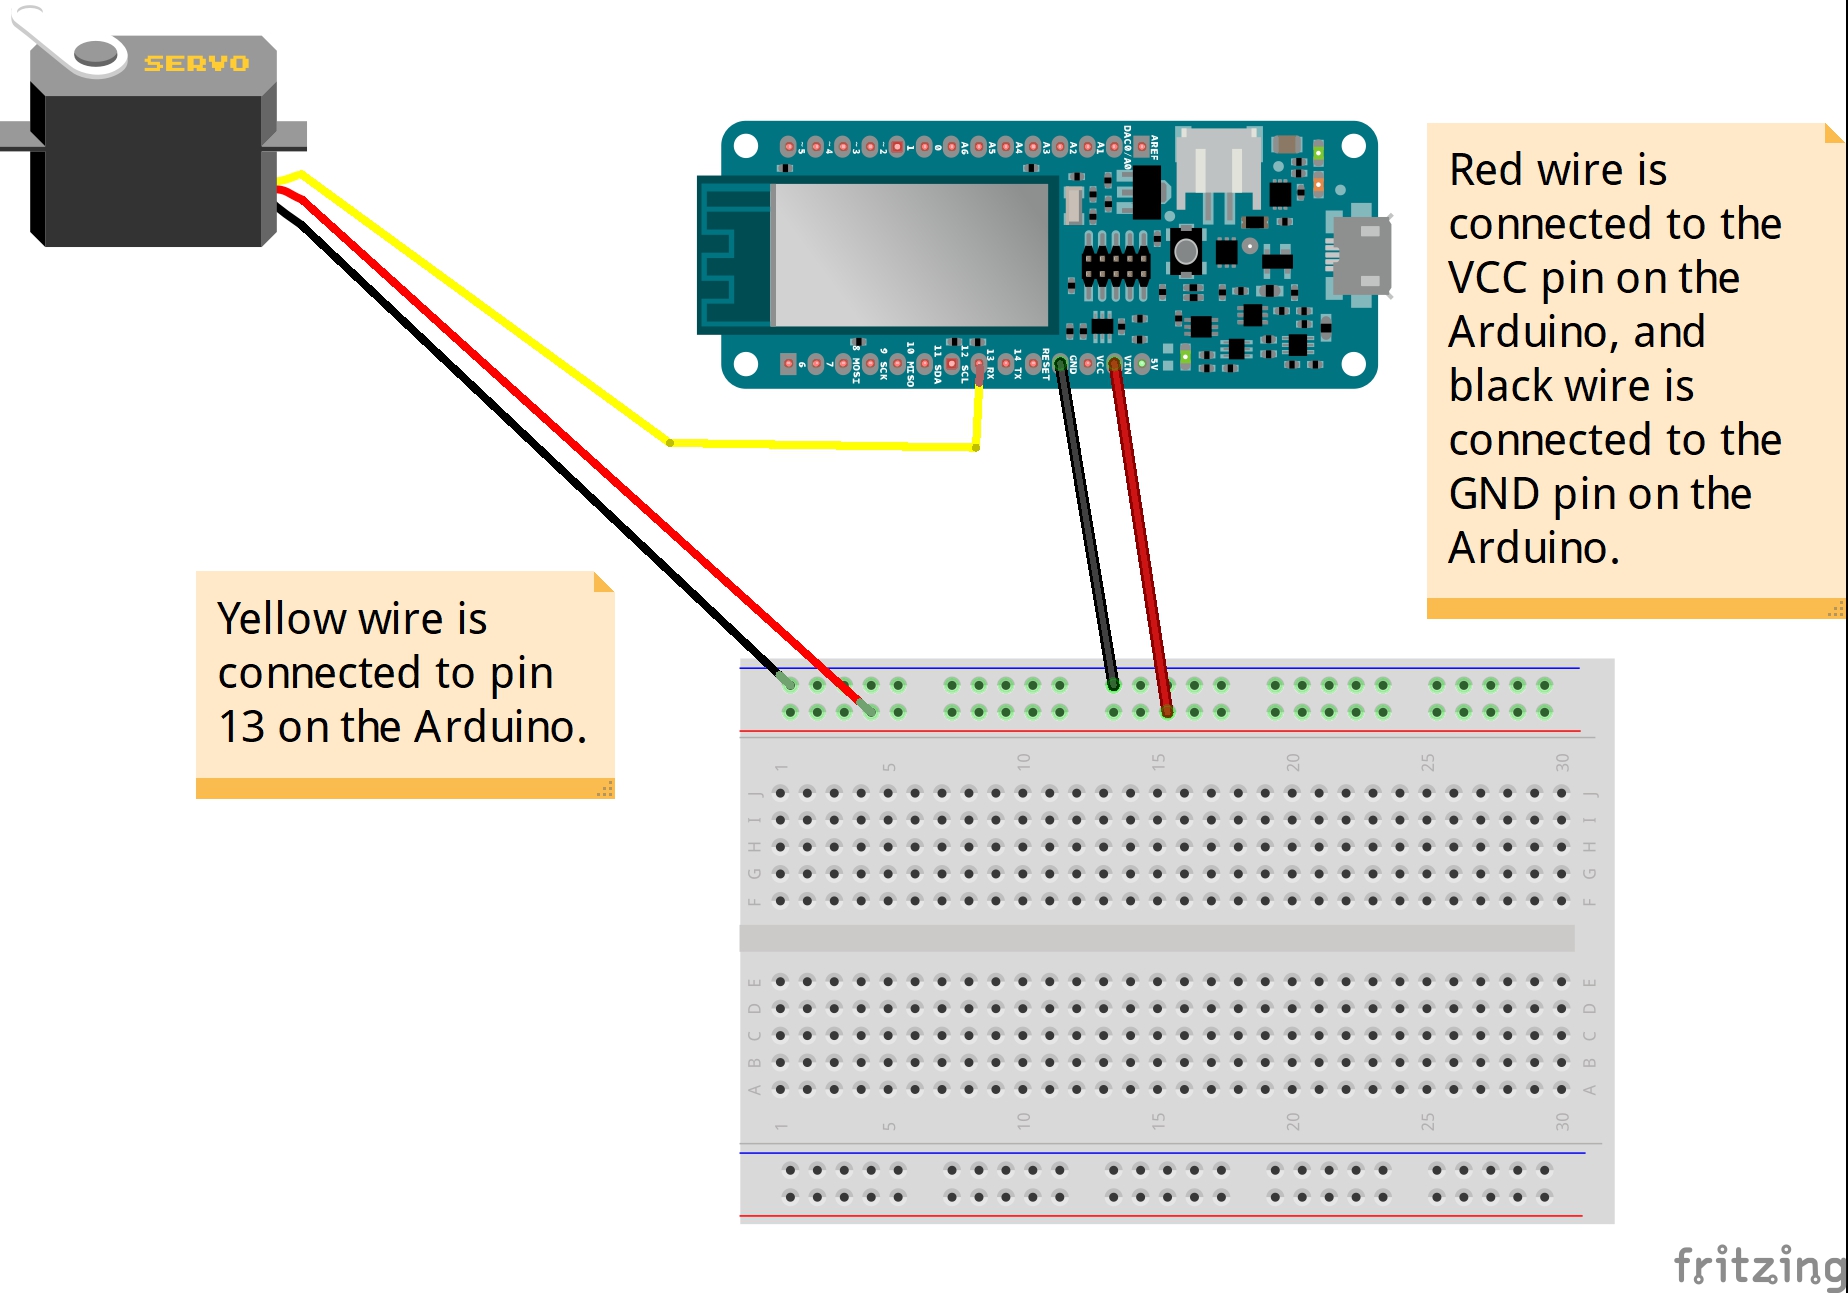 SERVO
~5 ~4 ~3 ~2 1 0 A6 A5 A4 A3 A2 A1 DAC0/A0 AREF
6 7 8 MOSI 9 SCK 10 MISO 11 SDA 12 SCL 13 RX 14 TX RESET GND VCC VIN 5V
Red wire is
connected to the
VCC pin on the
Arduino, and
black wire is
connected to the
GND pin on the
Arduino.
Yellow wire is
connected to pin
13 on the Arduino.
1 5 10 15 20 25 30
J J
I I
H H
G G
F F
E E
D D
C C
B B
A A
1 5 10 15 20 25 30
fritzing